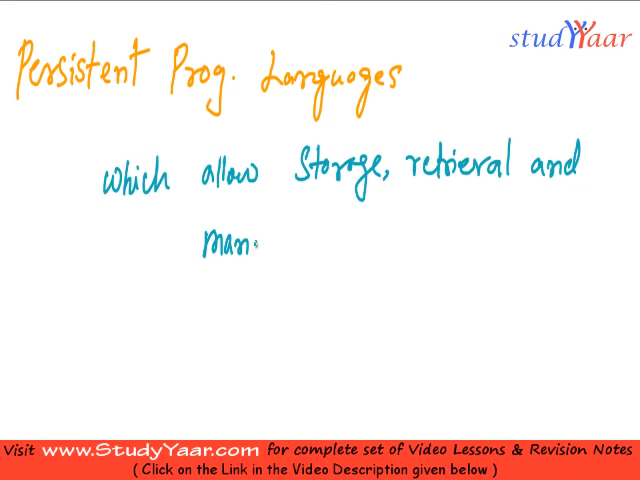 studYYaar
Persistent Prog. Languages
which allow Storage, retrieval and
man
Visit www.StudyYaar.com for complete set of Video Lessons & Revision Notes
( Click on the Link in the Video Description given below )